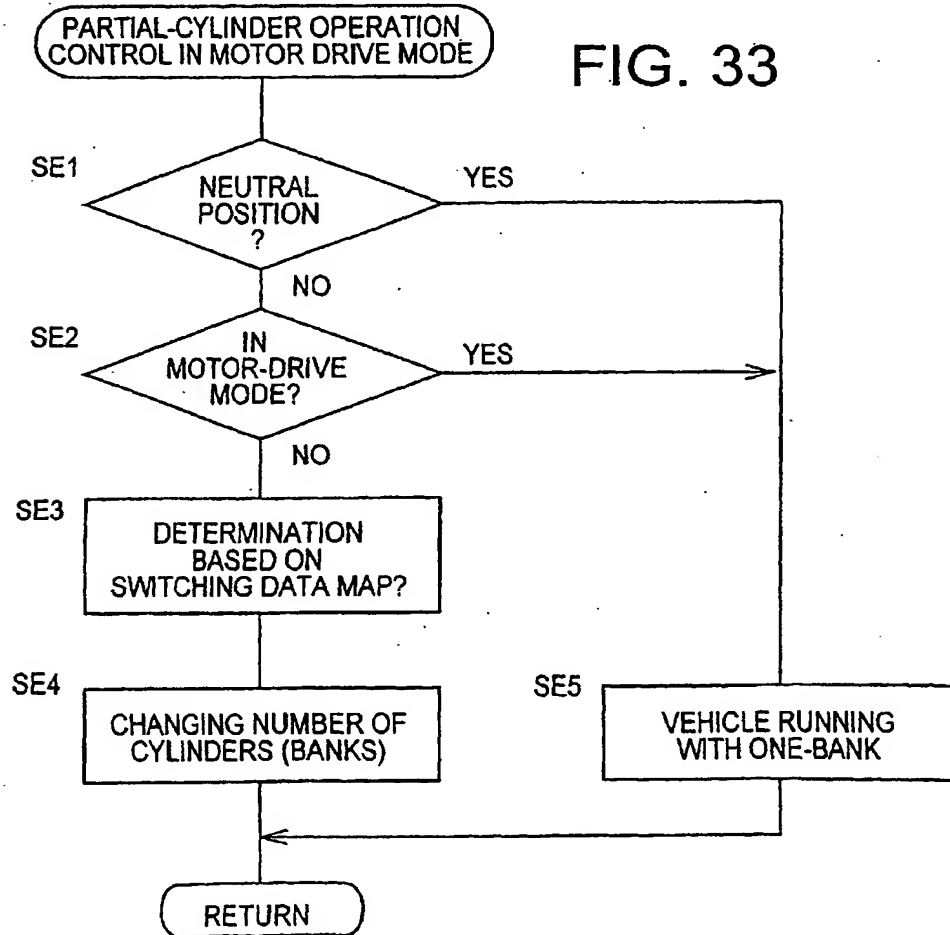 PARTIAL-CYLINDER OPERATION
CONTROL IN MOTOR DRIVE MODE
FIG. 33
SE1
NEUTRAL
POSITION
?
YES
NO
SE2
IN
MOTOR-DRIVE
MODE?
YES
NO
SE3
DETERMINATION
BASED ON
SWITCHING DATA MAP?
SE4
CHANGING NUMBER OF
CYLINDERS (BANKS)
SE5
VEHICLE RUNNING
WITH ONE-BANK
RETURN